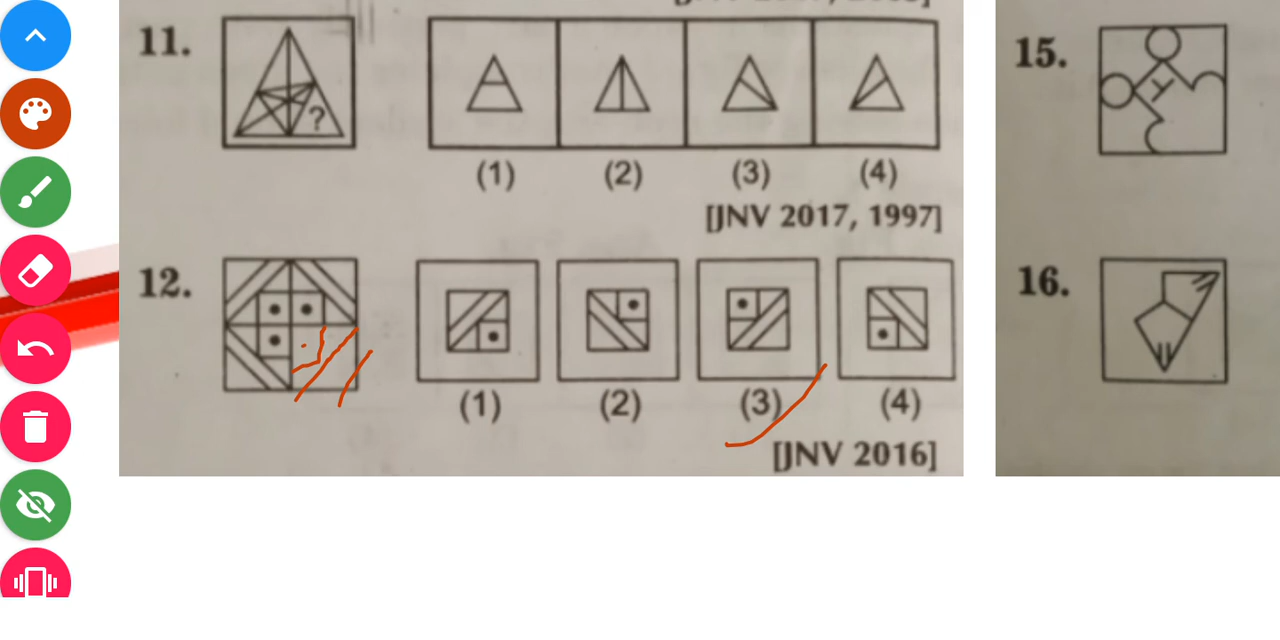 11.
?
(1) (2) (3) (4)
[JNV 2017, 1997]
12.
(1) (2) (3) (4)
[JNV 2016]
15.
?
16.